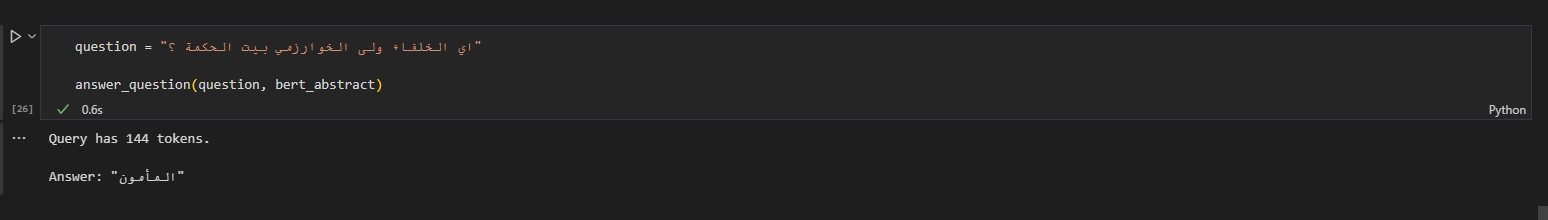 question = "اي الخلفاء ولى الخوارزمي بيت الحكمة ؟"
answer_question(question, bert_abstract)
[26]
0.6s
Python
Query has 144 tokens.
Answer: "المأمون"